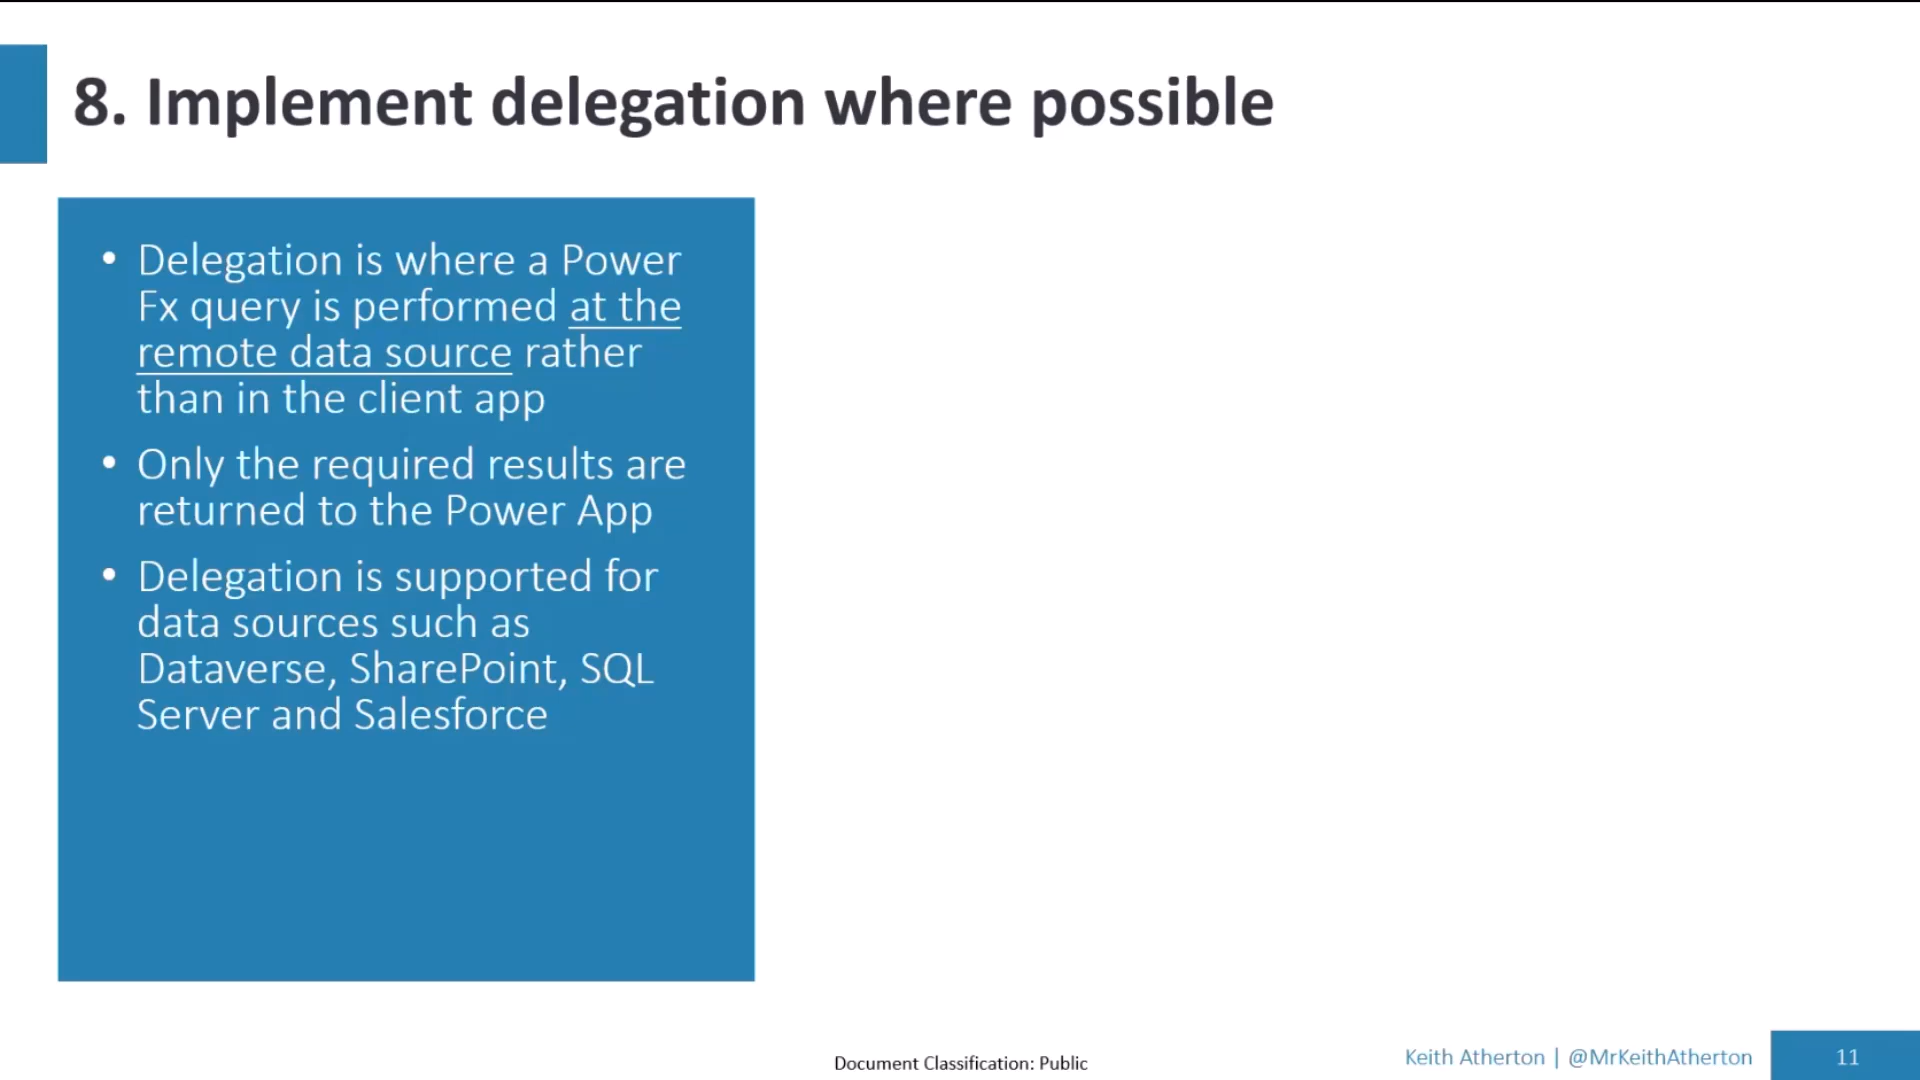 8. Implement delegation where possible
• Delegation is where a Power
Fx query is performed at the
remote data source rather
than in the client app
• Only the required results are
returned to the Power App
• Delegation is supported for
data sources such as
Dataverse, SharePoint, SQL
Server and Salesforce
Document Classification: Public
Keith Atherton | @MrKeithAtherton
11